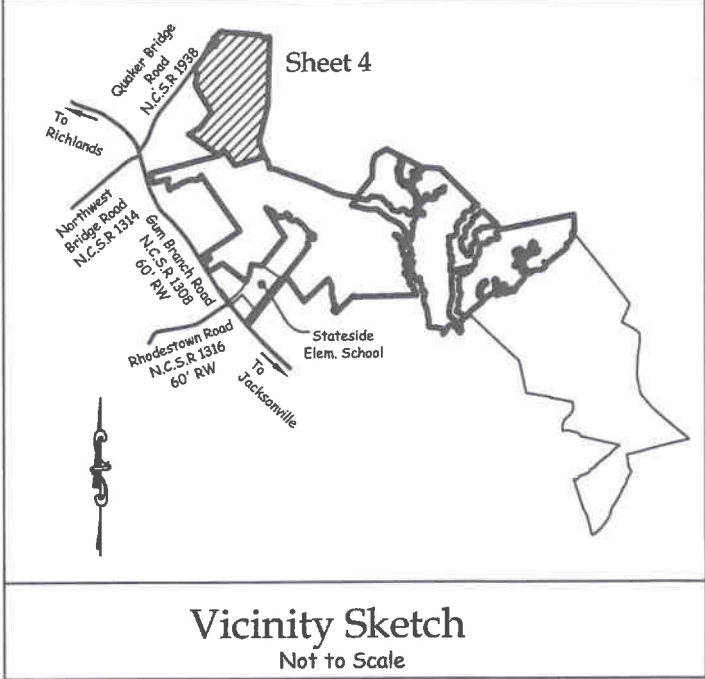 Sheet 4
Quaker Bridge
Road
N.C.S.R 1938
To
Richlands
Northwest
Bridge Road
N.C.S.R 1314
Gum Branch Road
N.C.S.R 1308
60' RW
Rhodestown Road
N.C.S.R 1316
60' RW
Stateside
Elem. School
To
Jacksonville
Vicinity Sketch
Not to Scale